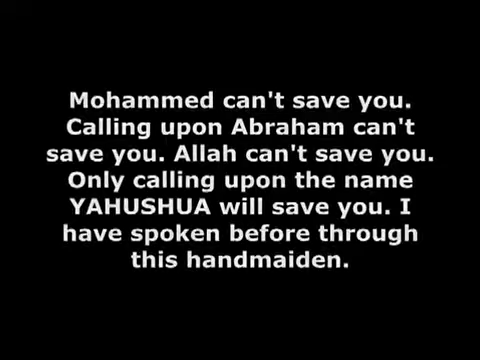 Mohammed can't save you.
Calling upon Abraham can't
save you. Allah can't save you.
Only calling upon the name
YAHUSHUA will save you. I
have spoken before through
this handmaiden.